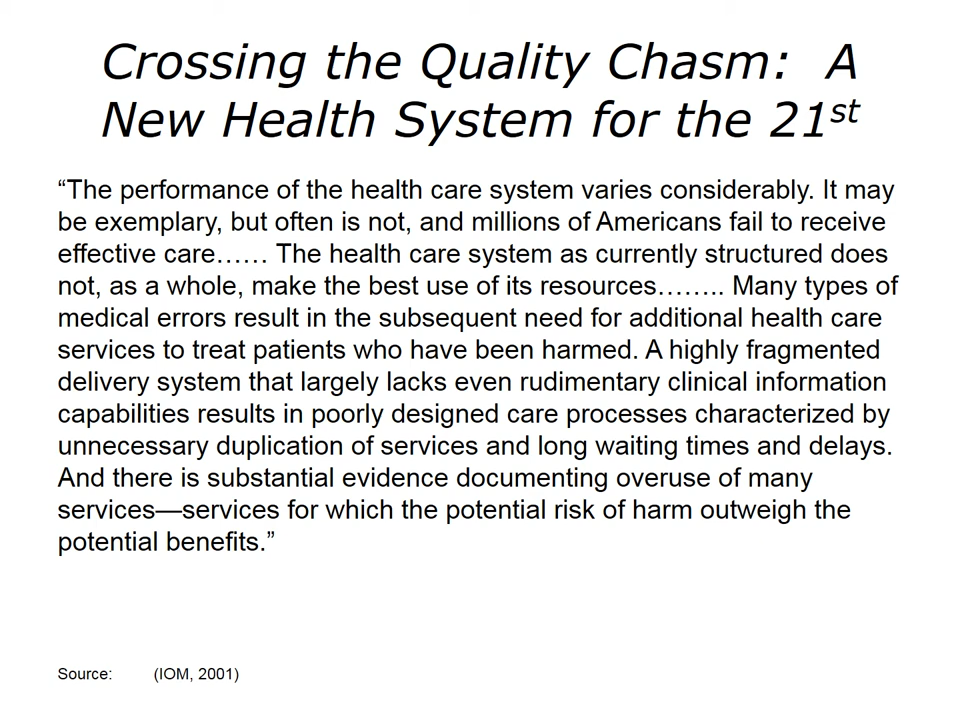 Crossing the Quality Chasm: A
New Health System for the 21st
“The performance of the health care system varies considerably. It may
be exemplary, but often is not, and millions of Americans fail to receive
effective care…… The health care system as currently structured does
not, as a whole, make the best use of its resources…….. Many types of
medical errors result in the subsequent need for additional health care
services to treat patients who have been harmed. A highly fragmented
delivery system that largely lacks even rudimentary clinical information
capabilities results in poorly designed care processes characterized by
unnecessary duplication of services and long waiting times and delays.
And there is substantial evidence documenting overuse of many
services—services for which the potential risk of harm outweigh the
potential benefits.”
Source: (IOM, 2001)